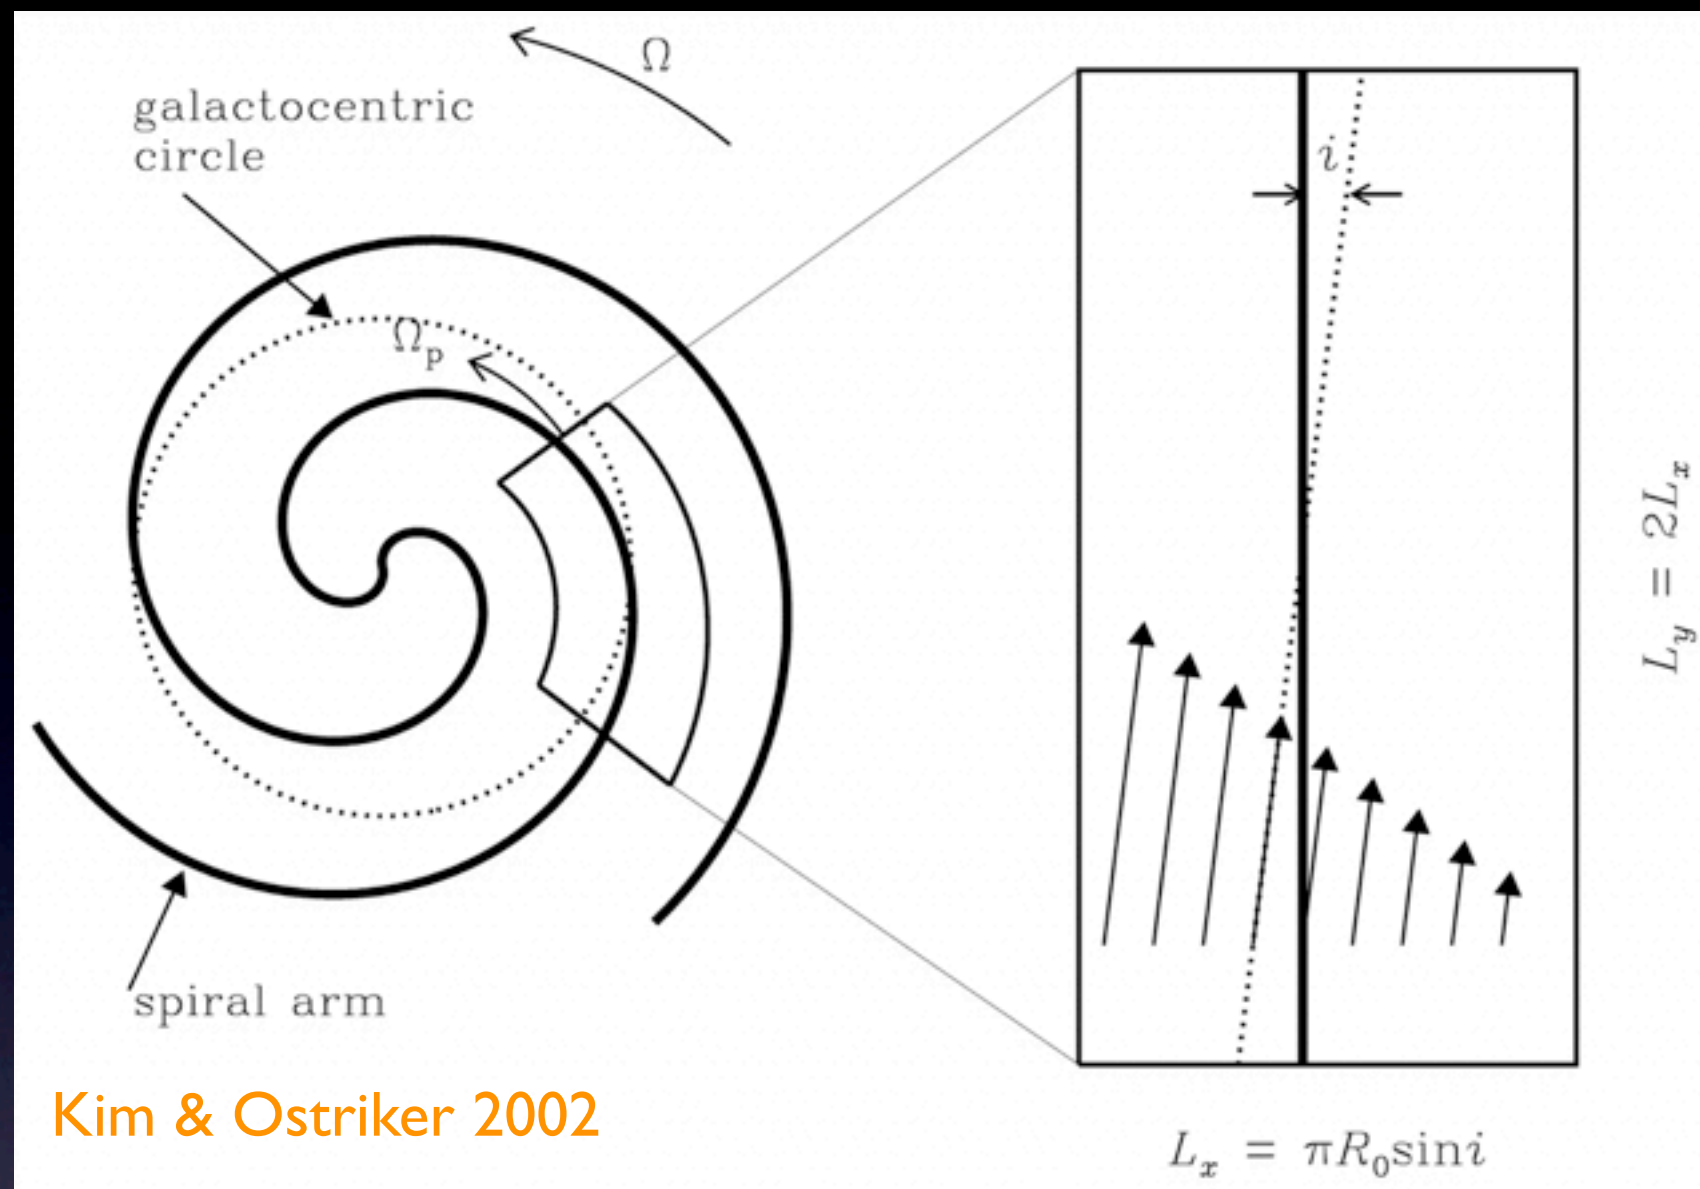 Ω
galactocentric
circle
Ωp
i
spiral arm
Ly = 2Lx
Lx = πR0sini
Kim & Ostriker 2002